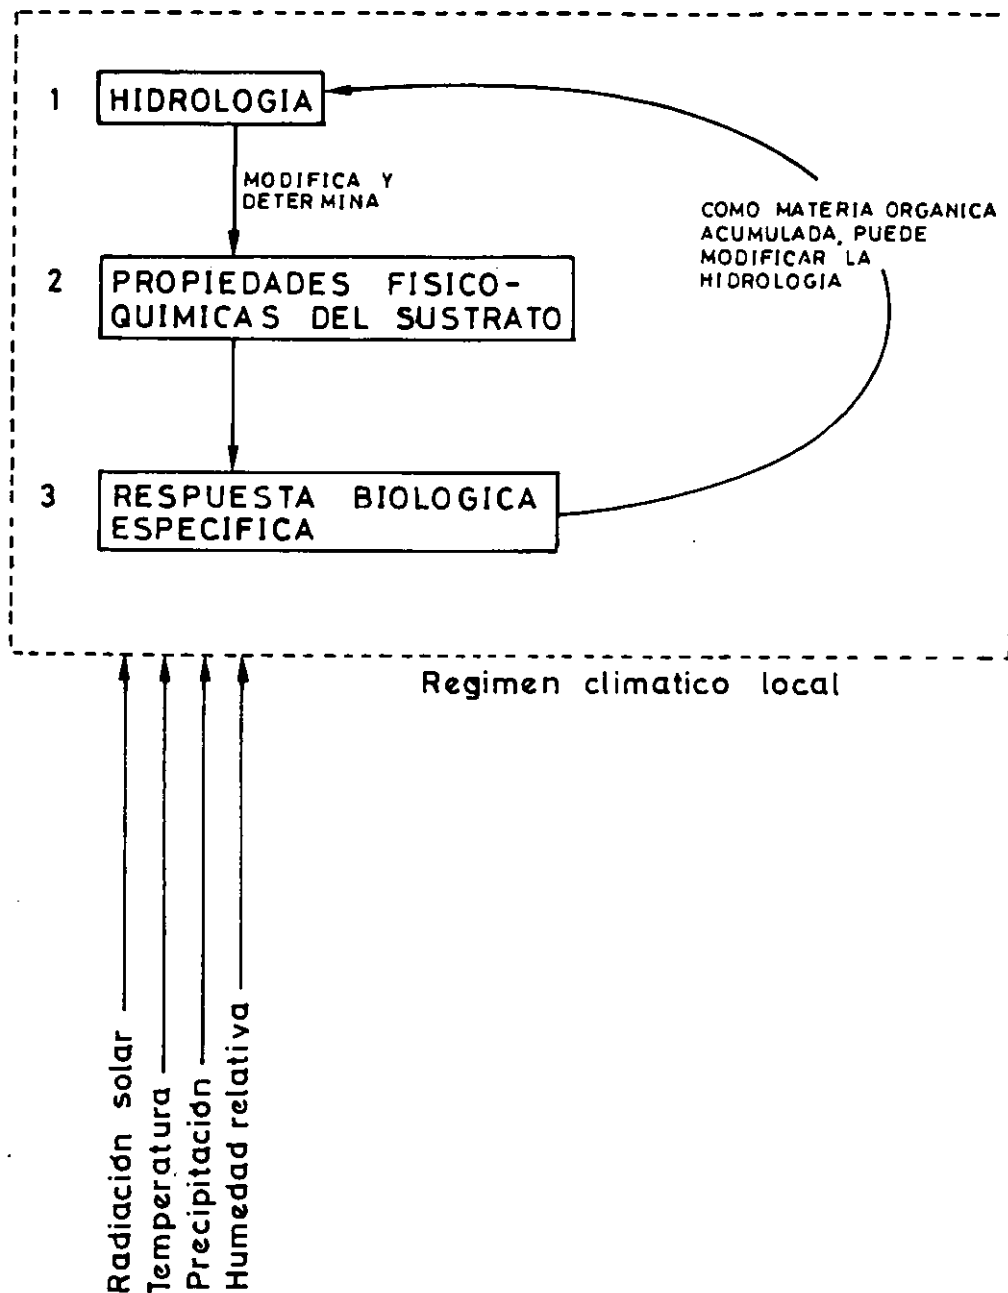 1 HIDROLOGIA
MODIFICA Y
DETERMINA
COMO MATERIA ORGANICA
ACUMULADA, PUEDE
MODIFICAR LA
HIDROLOGIA
2 PROPIEDADES FISICO-
QUIMICAS DEL SUSTRATO
3 RESPUESTA BIOLOGICA
ESPECIFICA
Regimen climatico local
Radiación solar
Temperatura
Precipitación
Humedad relativa